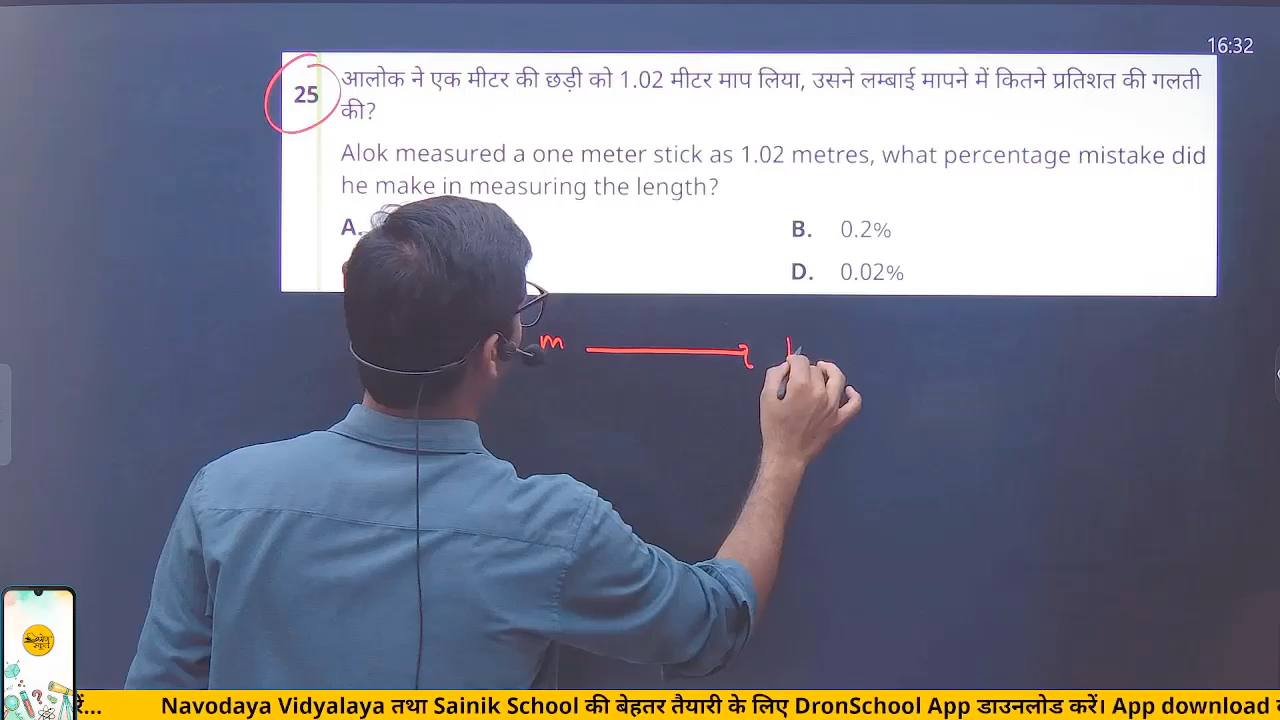 16:32
25
आलोक ने एक मीटर की छड़ी को 1.02 मीटर माप लिया, उसने लम्बाई मापने में कितने प्रतिशत की गलती
की?
Alok measured a one meter stick as 1.02 metres, what percentage mistake did
he make in measuring the length?
A.
B. 0.2%
D. 0.02%
m
Navodaya Vidyalaya तथा Sainik School की बेहतर तैयारी के लिए DronSchool App डाउनलोड करें। App download